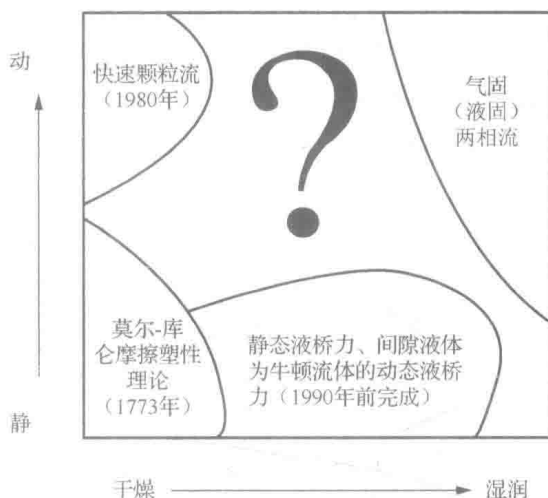 动
快速颗粒流
（1980年）
?
气固
（液固）
两相流
莫尔-库
仑摩擦塑性
理论
（1773年）
静态液桥力、间隙液体
为牛顿流体的动态液桥
力（1990年前完成）
静
干燥
湿润